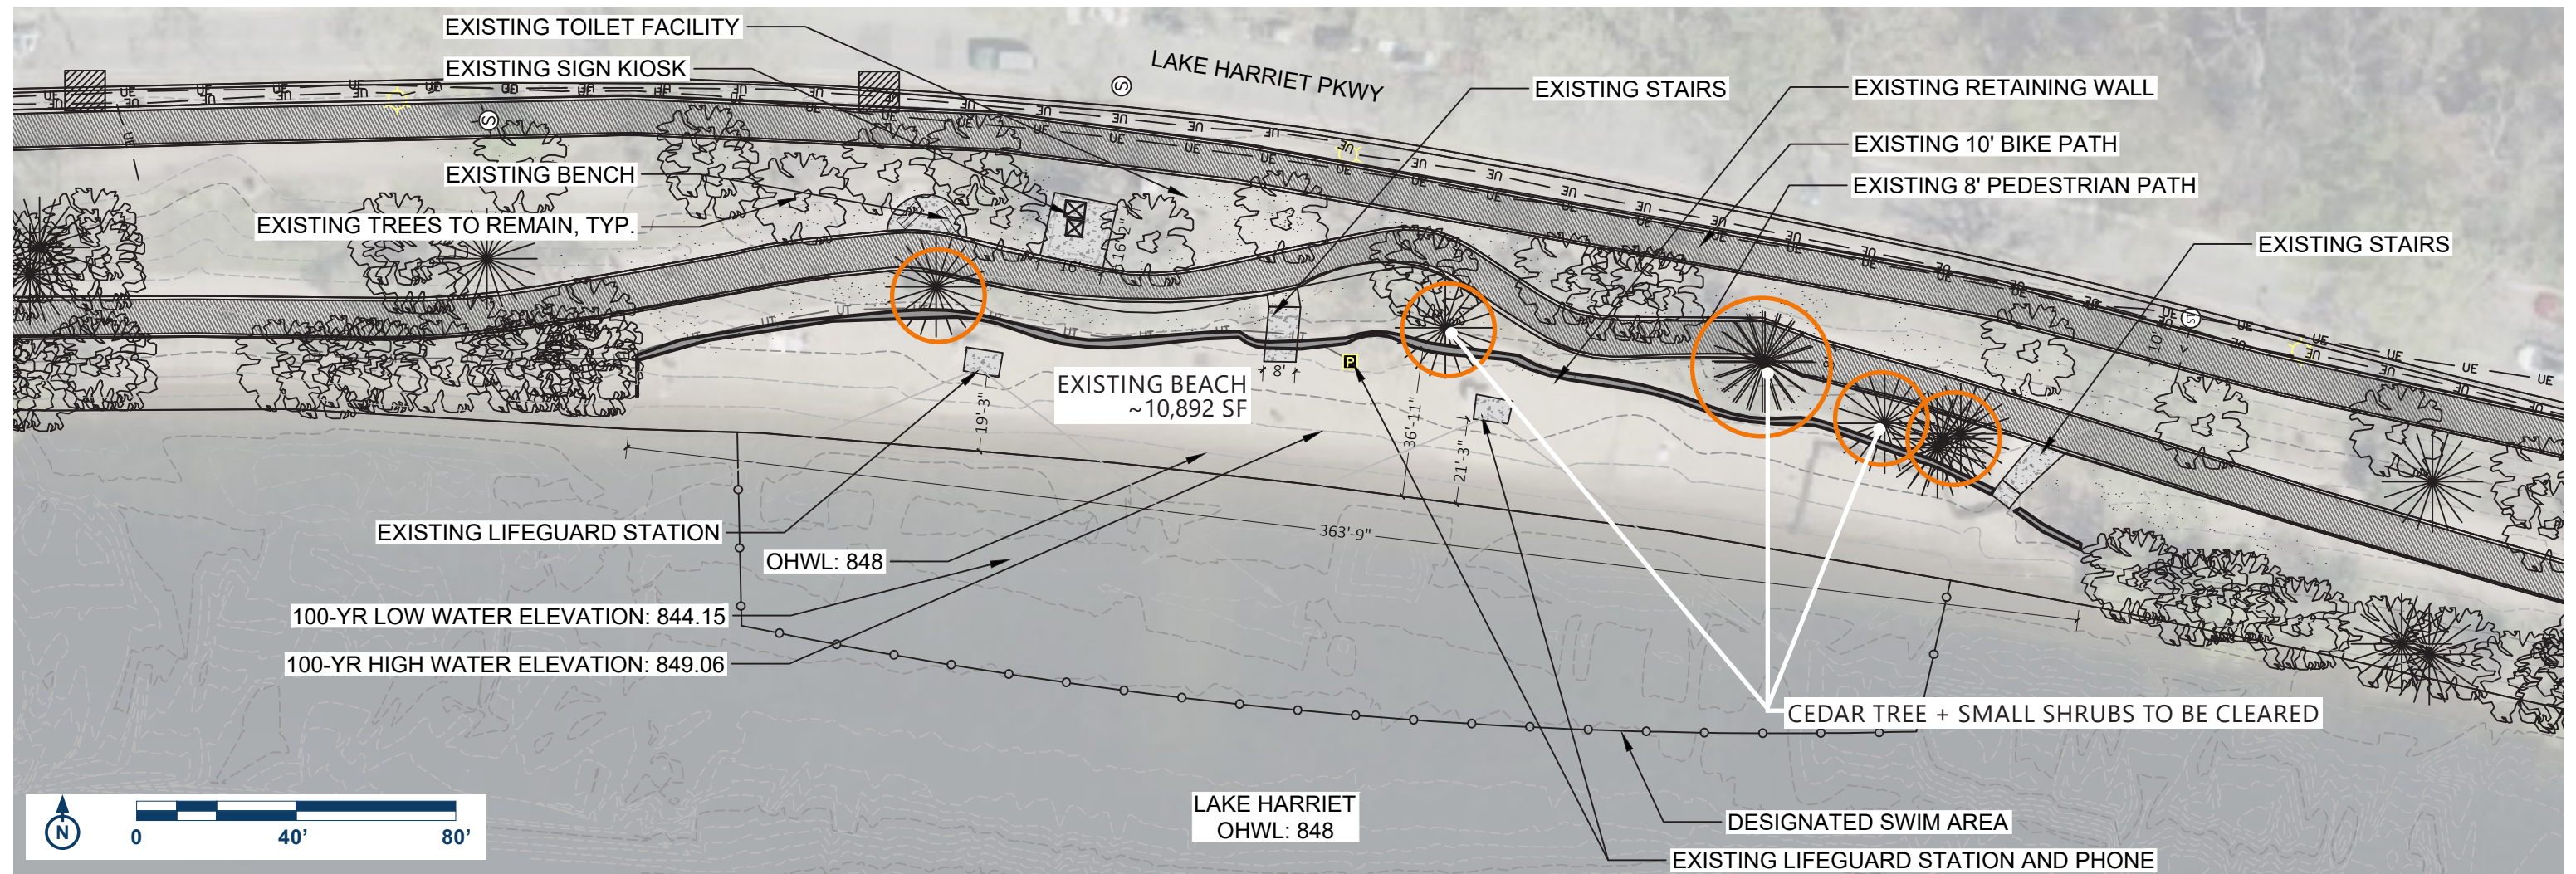 EXISTING TOILET FACILITY
EXISTING SIGN KIOSK
LAKE HARRIET PKWY
EXISTING STAIRS
EXISTING RETAINING WALL
EXISTING 10' BIKE PATH
EXISTING 8' PEDESTRIAN PATH
EXISTING BENCH
EXISTING TREES TO REMAIN, TYP.
EXISTING STAIRS
16'
16'-2"
EXISTING BEACH
~10,892 SF
8'
P
19'-3"
36'-11"
21'-3"
363'-9"
EXISTING LIFEGUARD STATION
OHWL: 848
100-YR LOW WATER ELEVATION: 844.15
100-YR HIGH WATER ELEVATION: 849.06
CEDAR TREE + SMALL SHRUBS TO BE CLEARED
LAKE HARRIET
OHWL: 848
DESIGNATED SWIM AREA
EXISTING LIFEGUARD STATION AND PHONE
N
0 40' 80'